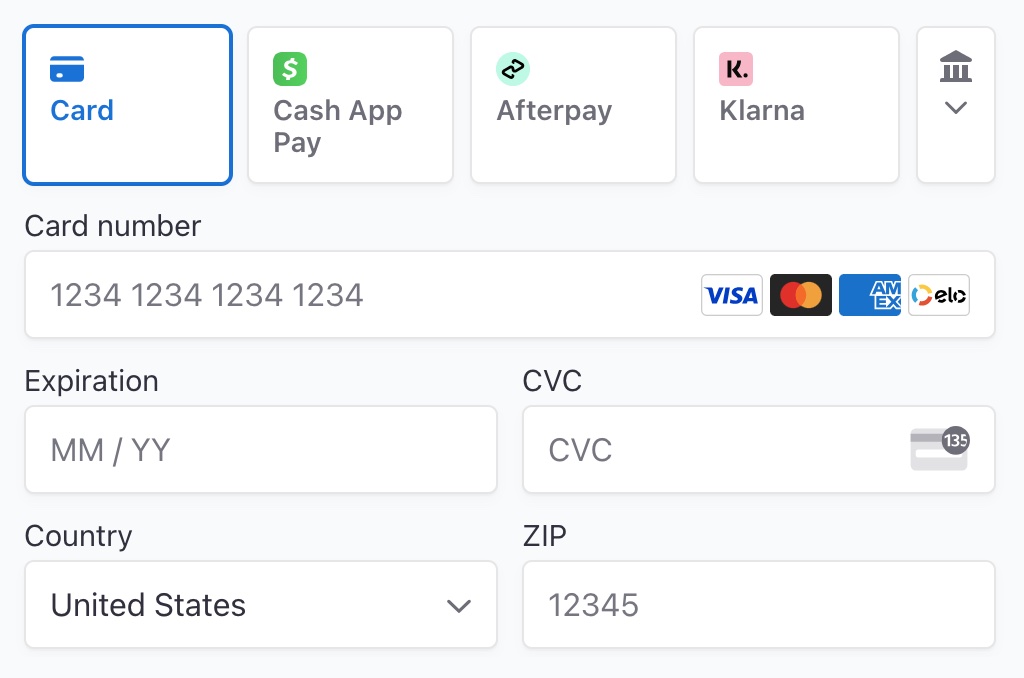 Card
Cash App
Pay
Afterpay
K.
Klarna
Card number
1234 1234 1234 1234
VISA
AM
EX
elo
Expiration
CVC
MM / YY
CVC
135
Country
ZIP
United States
12345